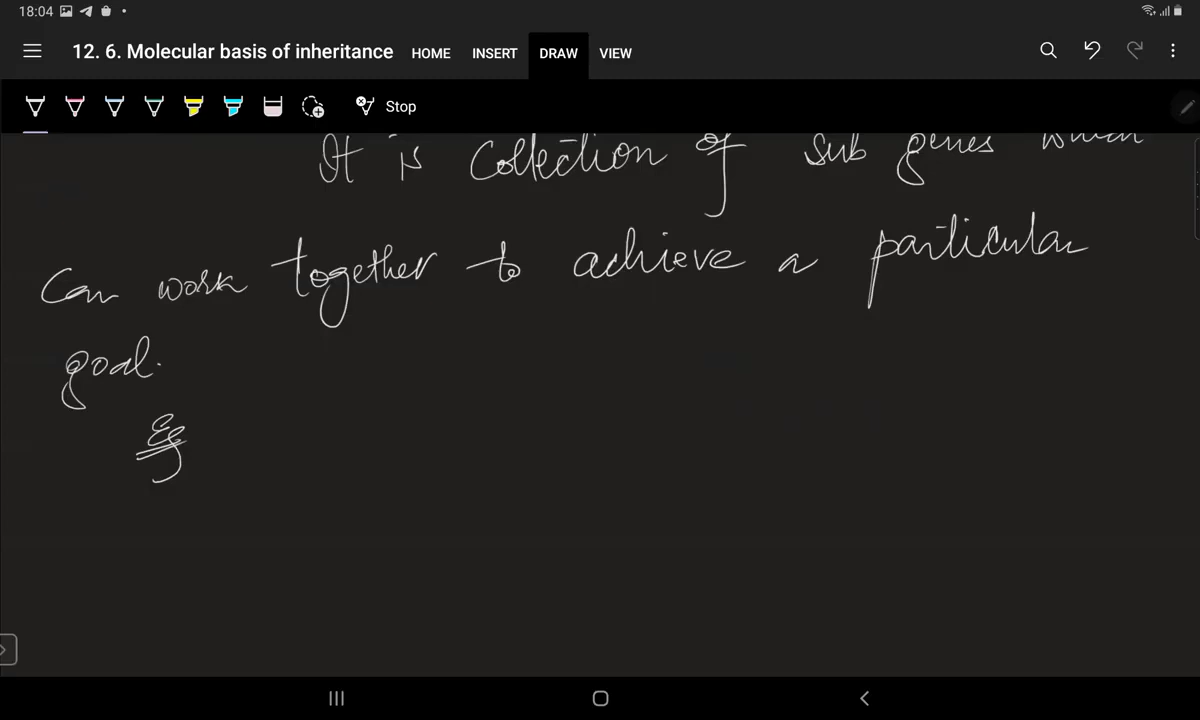 18:04
12. 6. Molecular basis of inheritance HOME INSERT DRAW VIEW
Stop
It is collection of sub genes which
can work together to achieve a particular
goal.
Eg